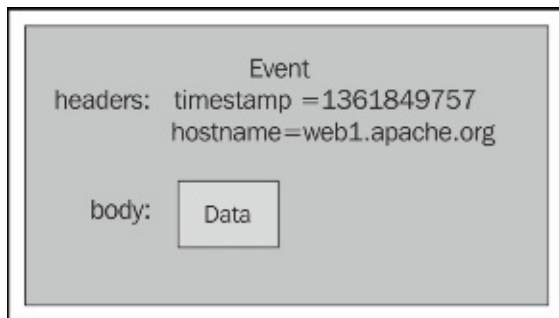 Event
headers: timestamp =1361849757
hostname=web1.apache.org
body: Data